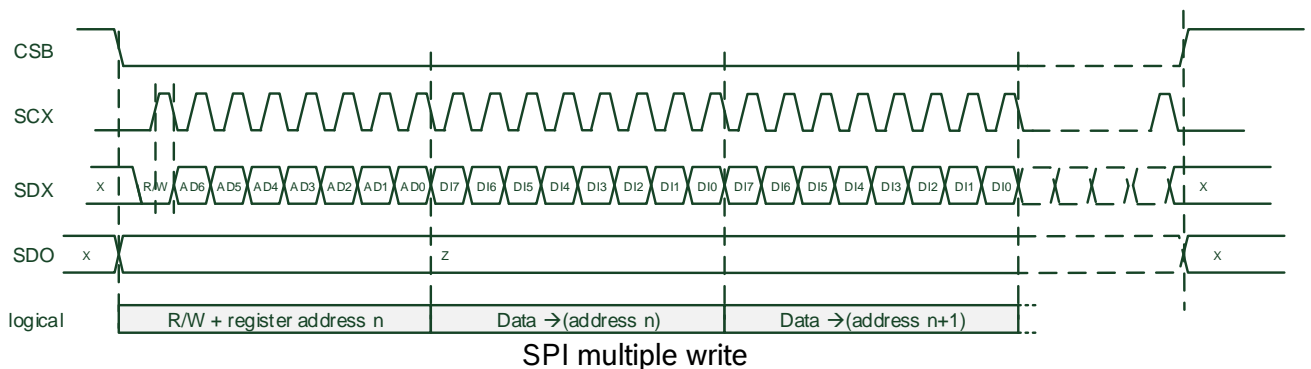 CSB
SCX
SDX X R/W AD6 AD5 AD4 AD3 AD2 AD1 AD0 DI7 DI6 DI5 DI4 DI3 DI2 DI1 DI0 DI7 DI6 DI5 DI4 DI3 DI2 DI1 DI0 X
SDO X Z X
logical R/W + register address n Data →(address n) Data →(address n+1)
SPI multiple write